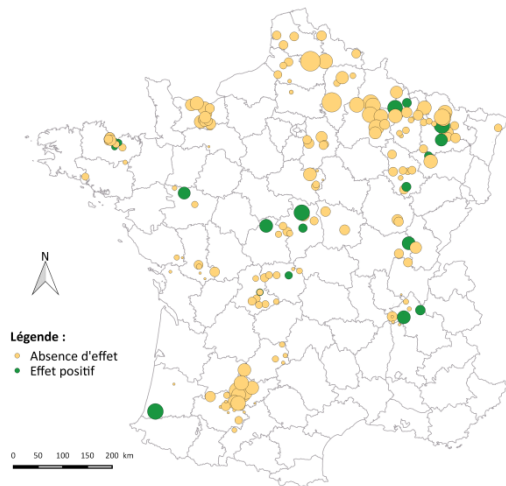 N
Légende :
Absence d'effet
Effet positif
0 50 100 150 200 km